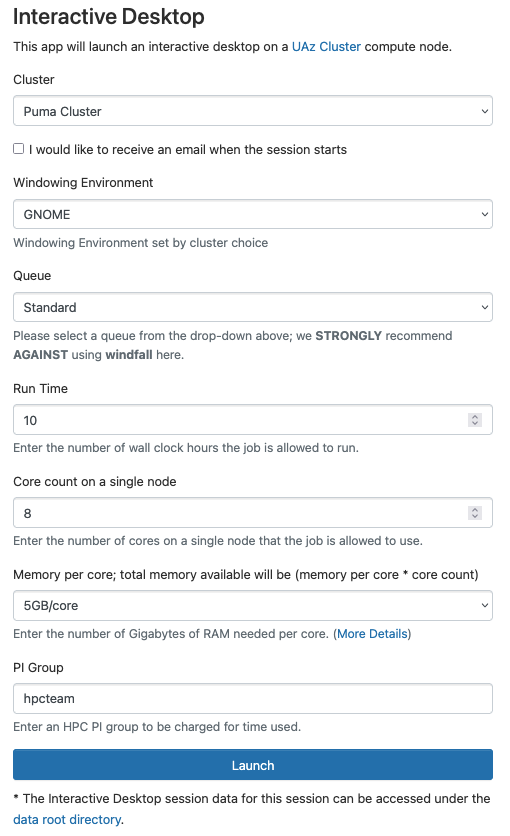 Interactive Desktop
This app will launch an interactive desktop on a UAz Cluster compute node.
Cluster
Puma Cluster
I would like to receive an email when the session starts
Windowing Environment
GNOME
Windowing Environment set by cluster choice
Queue
Standard
Please select a queue from the drop-down above; we STRONGLY recommend
AGAINST using windfall here.
Run Time
10
Enter the number of wall clock hours the job is allowed to run.
Core count on a single node
8
Enter the number of cores on a single node that the job is allowed to use.
Memory per core; total memory available will be (memory per core * core count)
5GB/core
Enter the number of Gigabytes of RAM needed per core. (More Details)
PI Group
hpcteam
Enter an HPC PI group to be charged for time used.
Launch
* The Interactive Desktop session data for this session can be accessed under the
data root directory.